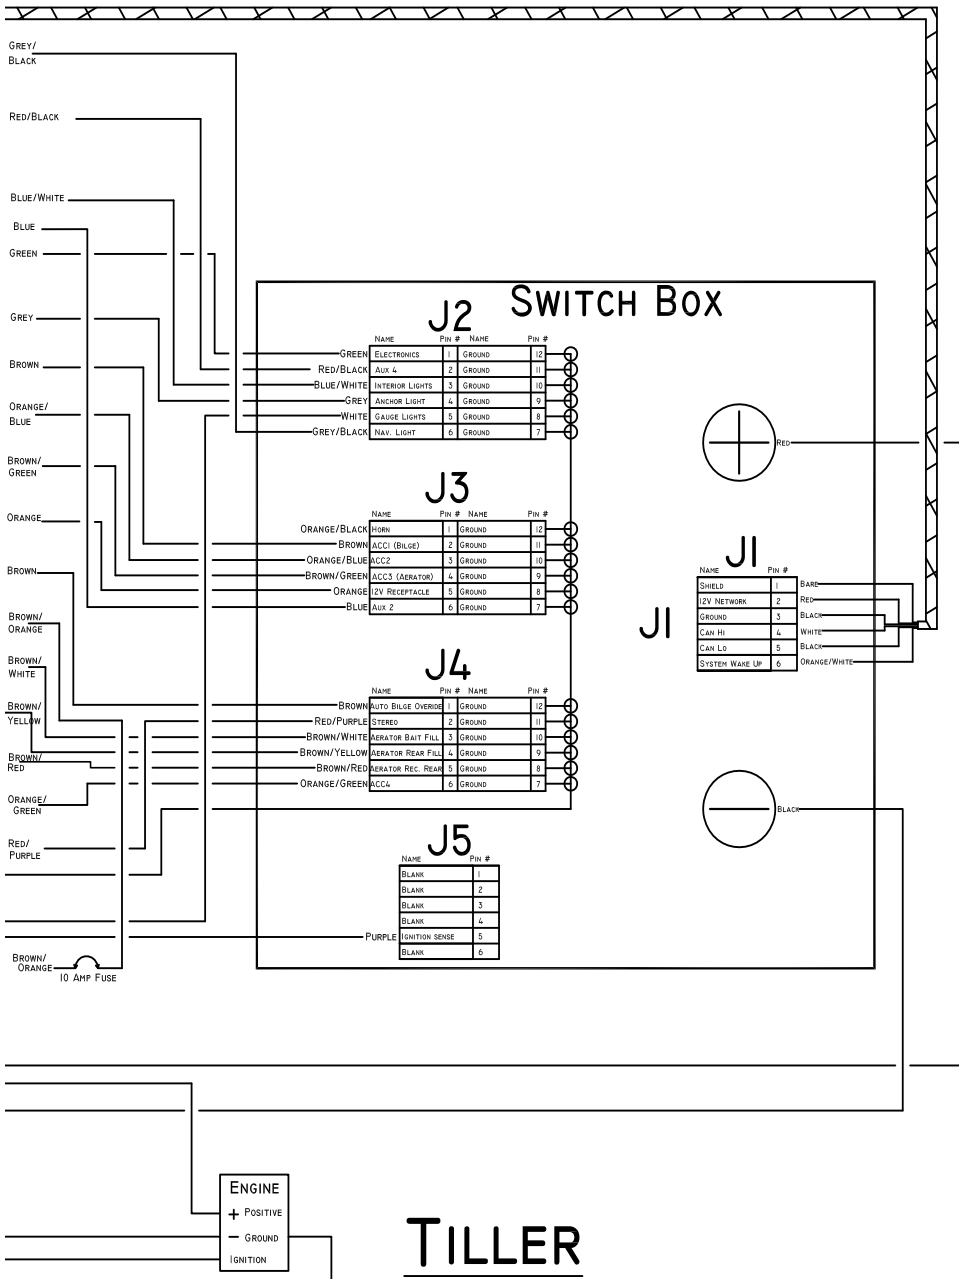 GREY/
BLACK
RED/BLACK
BLUE/WHITE
BLUE
GREEN
GREY
BROWN
ORANGE/
BLUE
BROWN/
GREEN
ORANGE
BROWN
BROWN/
ORANGE
BROWN/
WHITE
BROWN/
YELLOW
BROWN/
RED
ORANGE/
GREEN
RED/
PURPLE
BROWN/
ORANGE
10 AMP FUSE
SWITCH BOX
J2
NAME PIN # NAME PIN #
GREEN ELECTRONICS 1 GROUND 12
RED/BLACK AUX 4 2 GROUND 11
BLUE/WHITE INTERIOR LIGHTS 3 GROUND 10
GREY ANCHOR LIGHT 4 GROUND 9
WHITE GAUGE LIGHTS 5 GROUND 8
GREY/BLACK NAV. LIGHT 6 GROUND 7
J3
NAME PIN # NAME PIN #
ORANGE/BLACK HORN 1 GROUND 12
BROWN ACC1 (BILGE) 2 GROUND 11
ORANGE/BLUE ACC2 3 GROUND 10
BROWN/GREEN ACC3 (AERATOR) 4 GROUND 9
ORANGE 12V RECEPTACLE 5 GROUND 8
BLUE AUX 2 6 GROUND 7
J4
NAME PIN # NAME PIN #
BROWN AUTO BILGE OVERIDE 1 GROUND 12
RED/PURPLE STEREO 2 GROUND 11
BROWN/WHITE AERATOR BAIT FILL 3 GROUND 10
BROWN/YELLOW AERATOR REAR FILL 4 GROUND 9
BROWN/RED AERATOR REC. REAR 5 GROUND 8
ORANGE/GREEN ACC4 6 GROUND 7
J5
NAME PIN #
BLANK 1
BLANK 2
BLANK 3
BLANK 4
PURPLE IGNITION SENSE 5
BLANK 6
RED
J1
J1
NAME PIN #
SHIELD 1 BARE
12V NETWORK 2 RED
GROUND 3 BLACK
CAN HI 4 WHITE
CAN LO 5 BLACK
SYSTEM WAKE UP 6 ORANGE/WHITE
BLACK
ENGINE
+ POSITIVE
− GROUND
IGNITION
TILLER